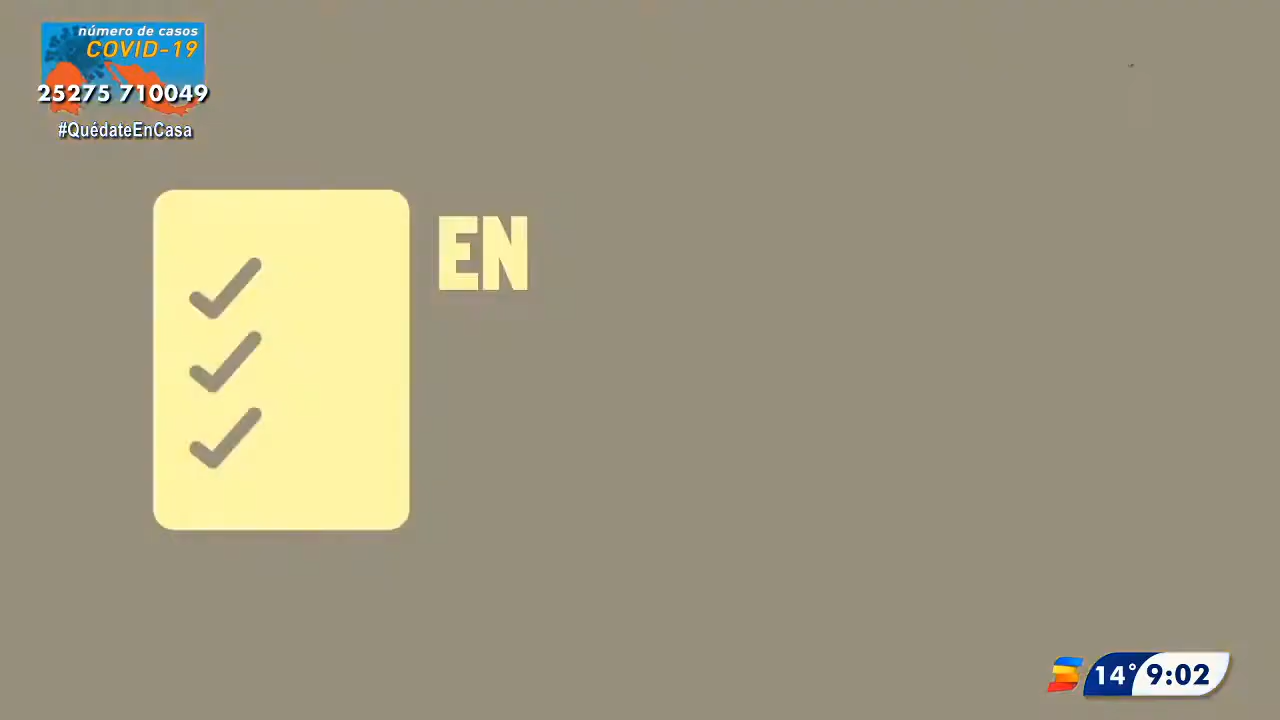 número de casos
COVID-19
25275 710049
#QuédateEnCasa
EN
14° 9:02